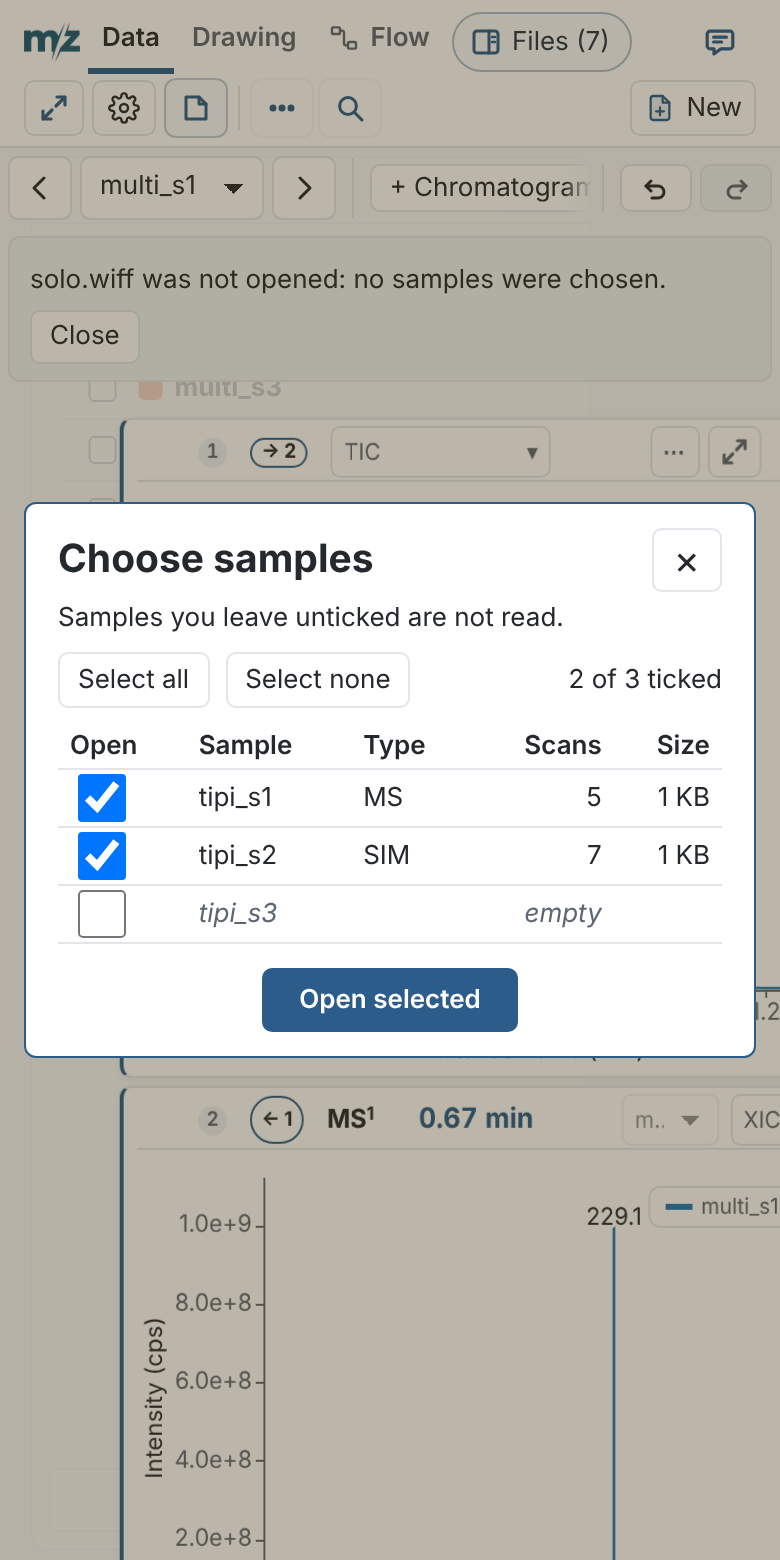 m/z Data Drawing Flow Files (7)
••• New
multi_s1 + Chromatogram
solo.wiff was not opened: no samples were chosen.
Close
multi_s3
1 → 2 TIC ▾ ...
Choose samples ×
Samples you leave unticked are not read.
Select all Select none 2 of 3 ticked
Open Sample Type Scans Size
tipi_s1 MS 5 1 KB
tipi_s2 SIM 7 1 KB
tipi_s3 empty
Open selected
2 ← 1 MS¹ 0.67 min m.. XIC
229.1 multi_s1
1.0e+9
8.0e+8
6.0e+8
4.0e+8
2.0e+8
Intensity (cps)